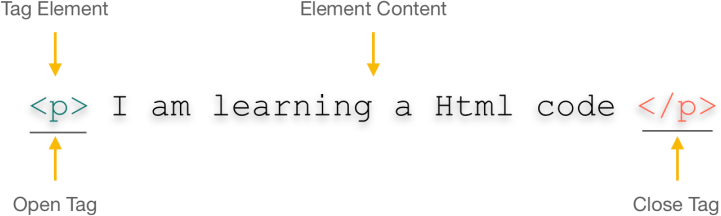 Tag Element Element Content
<p> I am learning a Html code </p>
Open Tag Close Tag